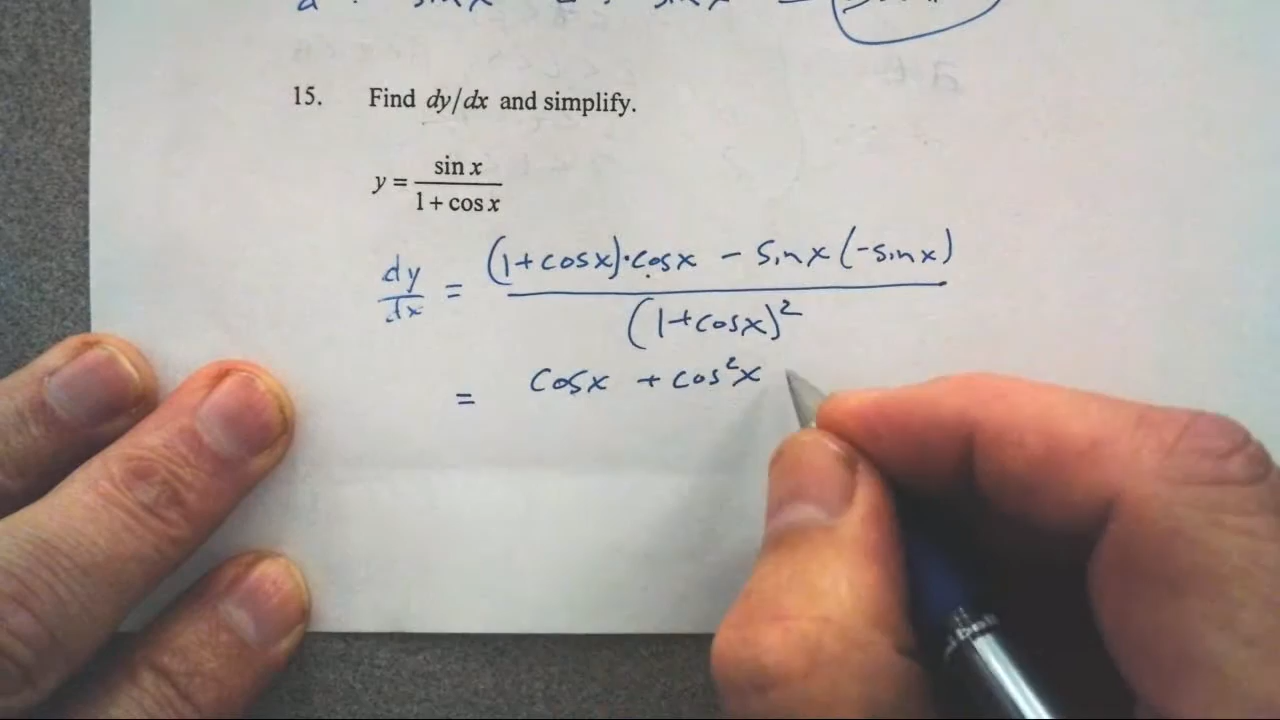 15. Find dy/dx and simplify.
y = sin x / 1 + cos x
dy/dx = (1+cosx)·cosx - sinx(-sinx) / (1+cosx)²
= cosx + cos²x